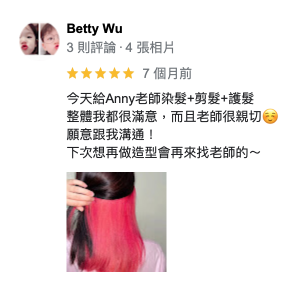 Betty Wu
3 則評論 · 4 張相片
★★★★★ 7 個月前
今天給Anny老師染髮+剪髮+護髮
整體我都很滿意，而且老師很親切☺️
願意跟我溝通！
下次想再做造型會再來找老師的～